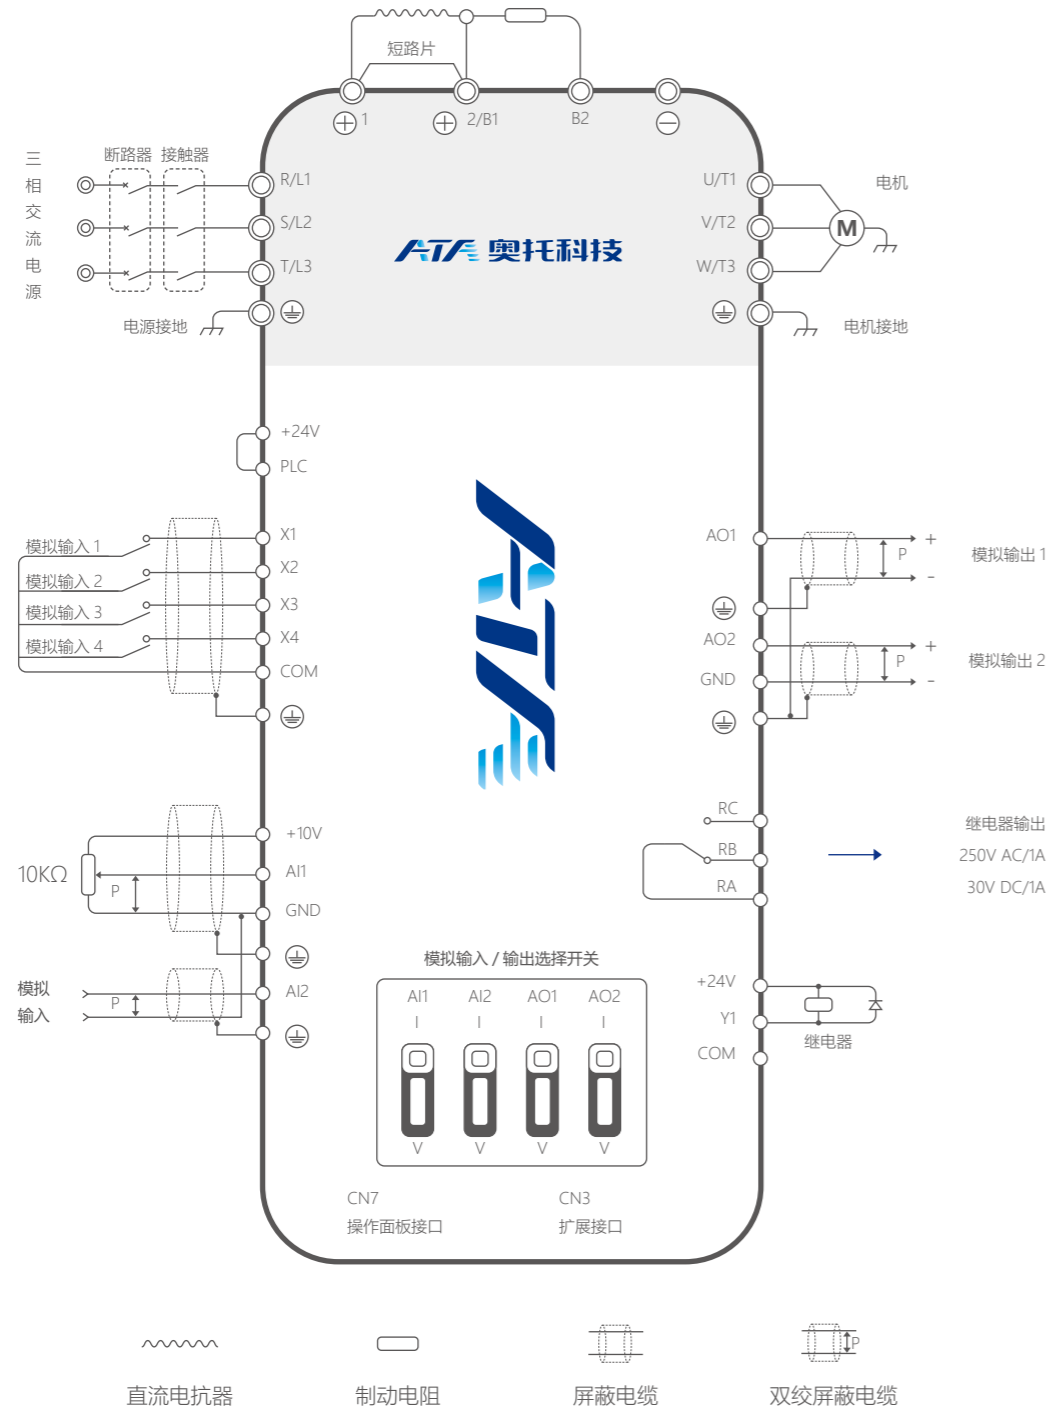 短路片
1
2/B1
B2
三相交流电源
断路器 接触器
R/L1
S/L2
T/L3
电源接地
ATA 奥托科技
U/T1
V/T2
W/T3
电机
M
电机接地
+24V
PLC
模拟输入 1
模拟输入 2
模拟输入 3
模拟输入 4
X1
X2
X3
X4
COM
ATA
AO1
AO2
GND
P
+
-
模拟输出 1
P
+
-
模拟输出 2
10KΩ
P
+10V
AI1
GND
模拟
输入
P
AI2
RC
RB
RA
继电器输出
250V AC/1A
30V DC/1A
+24V
Y1
COM
继电器
模拟输入 / 输出选择开关
AI1 AI2 AO1 AO2
I I I I
V V V V
CN7
操作面板接口
CN3
扩展接口
P
直流电抗器 制动电阻 屏蔽电缆 双绞屏蔽电缆